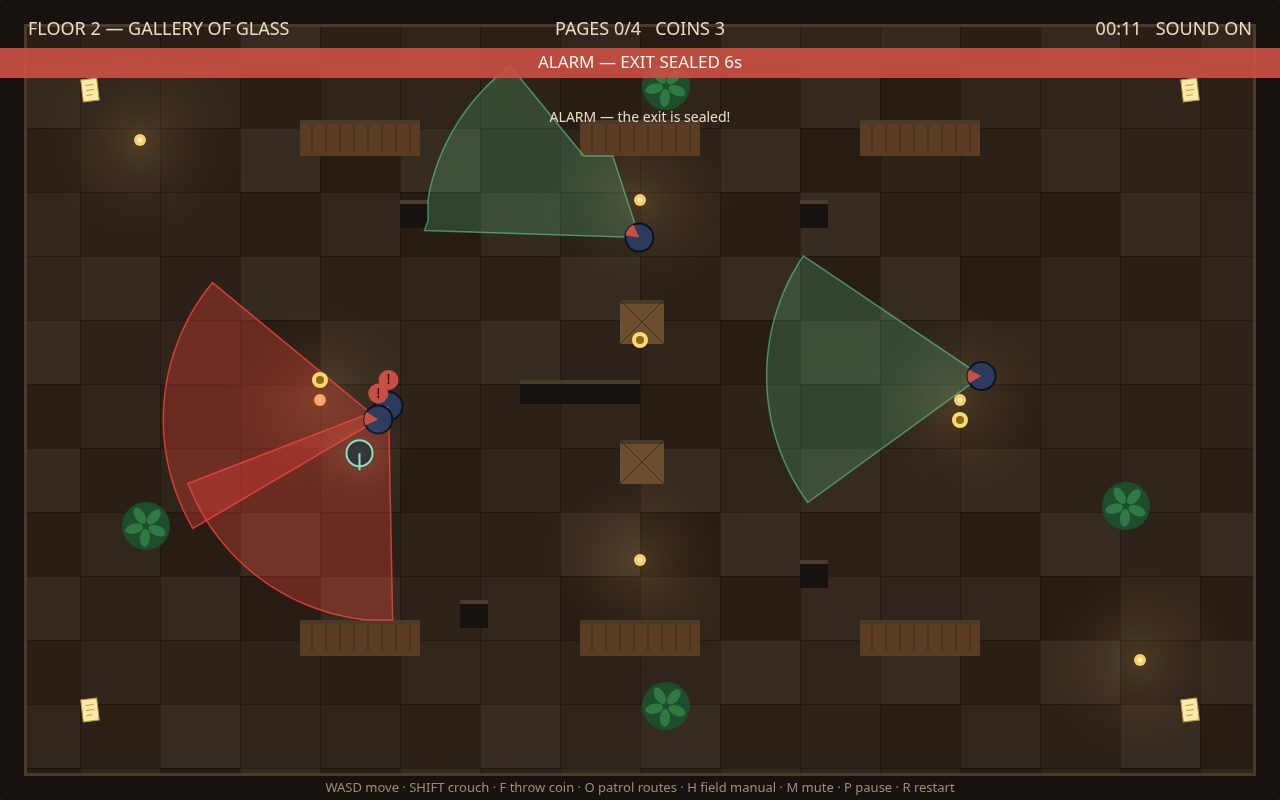 FLOOR 2 — GALLERY OF GLASS
PAGES 0/4 COINS 3
00:11 SOUND ON
ALARM — EXIT SEALED 6s
ALARM — the exit is sealed!
!
!
WASD move · SHIFT crouch · F throw coin · O patrol routes · H field manual · M mute · P pause · R restart